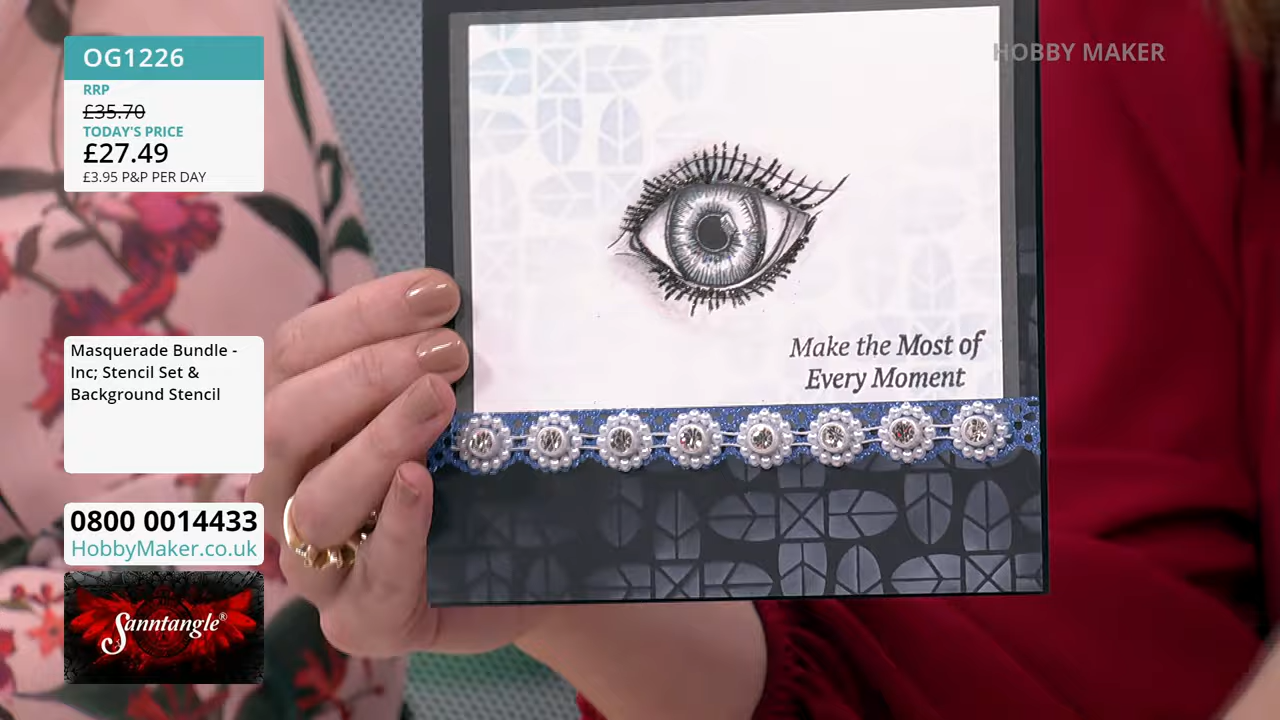 OG1226
RRP
£35.70
TODAY'S PRICE
£27.49
£3.95 P&P PER DAY
HOBBY MAKER
Make the Most of
Every Moment
Masquerade Bundle -
Inc; Stencil Set &
Background Stencil
0800 0014433
HobbyMaker.co.uk
Sanntangle®